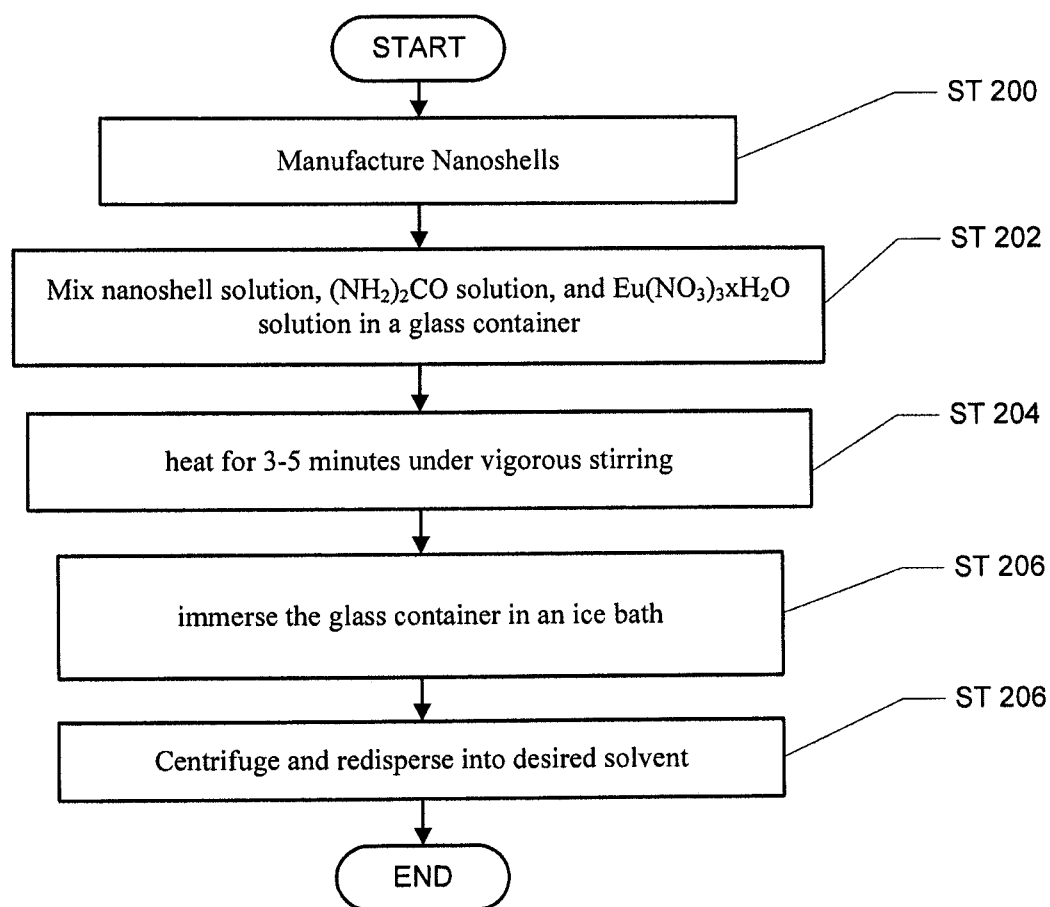 START
ST 200
Manufacture Nanoshells
ST 202
Mix nanoshell solution, (NH₂)₂CO solution, and Eu(NO₃)₃xH₂O
solution in a glass container
ST 204
heat for 3-5 minutes under vigorous stirring
ST 206
immerse the glass container in an ice bath
ST 206
Centrifuge and redisperse into desired solvent
END